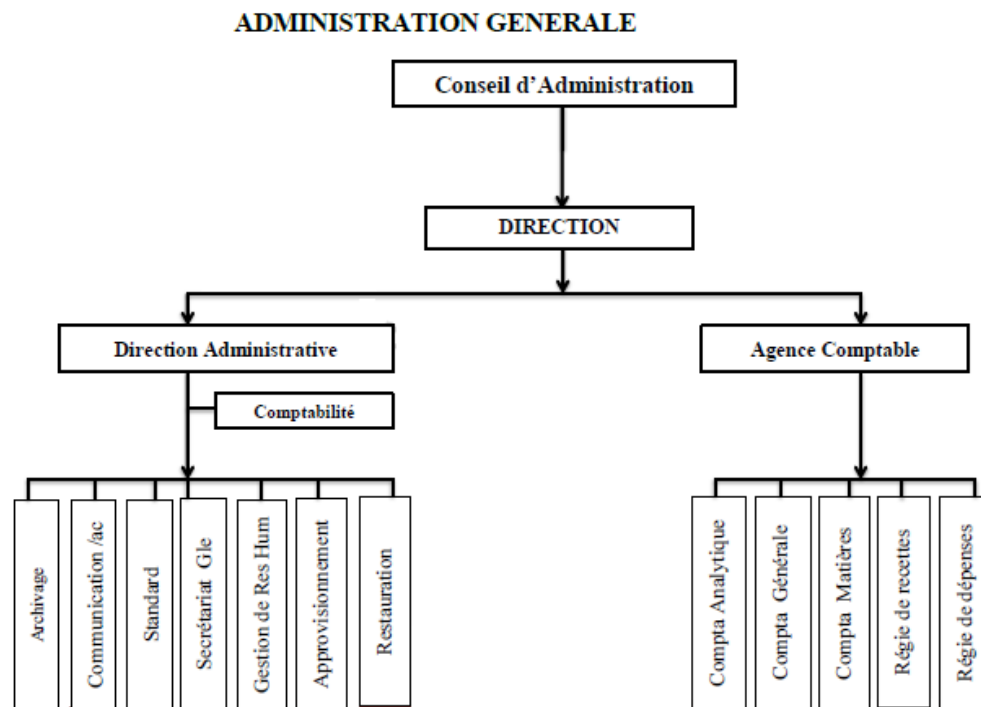 ADMINISTRATION GENERALE
Conseil d'Administration
DIRECTION
Direction Administrative
Agence Comptable
Comptabilité
Archivage
Communication /ac
Standard
Secrétariat Gle
Gestion de Res Hum
Approvisionnement
Restauration
Compta Analytique
Compta Générale
Compta Matières
Régie de recettes
Régie de dépenses